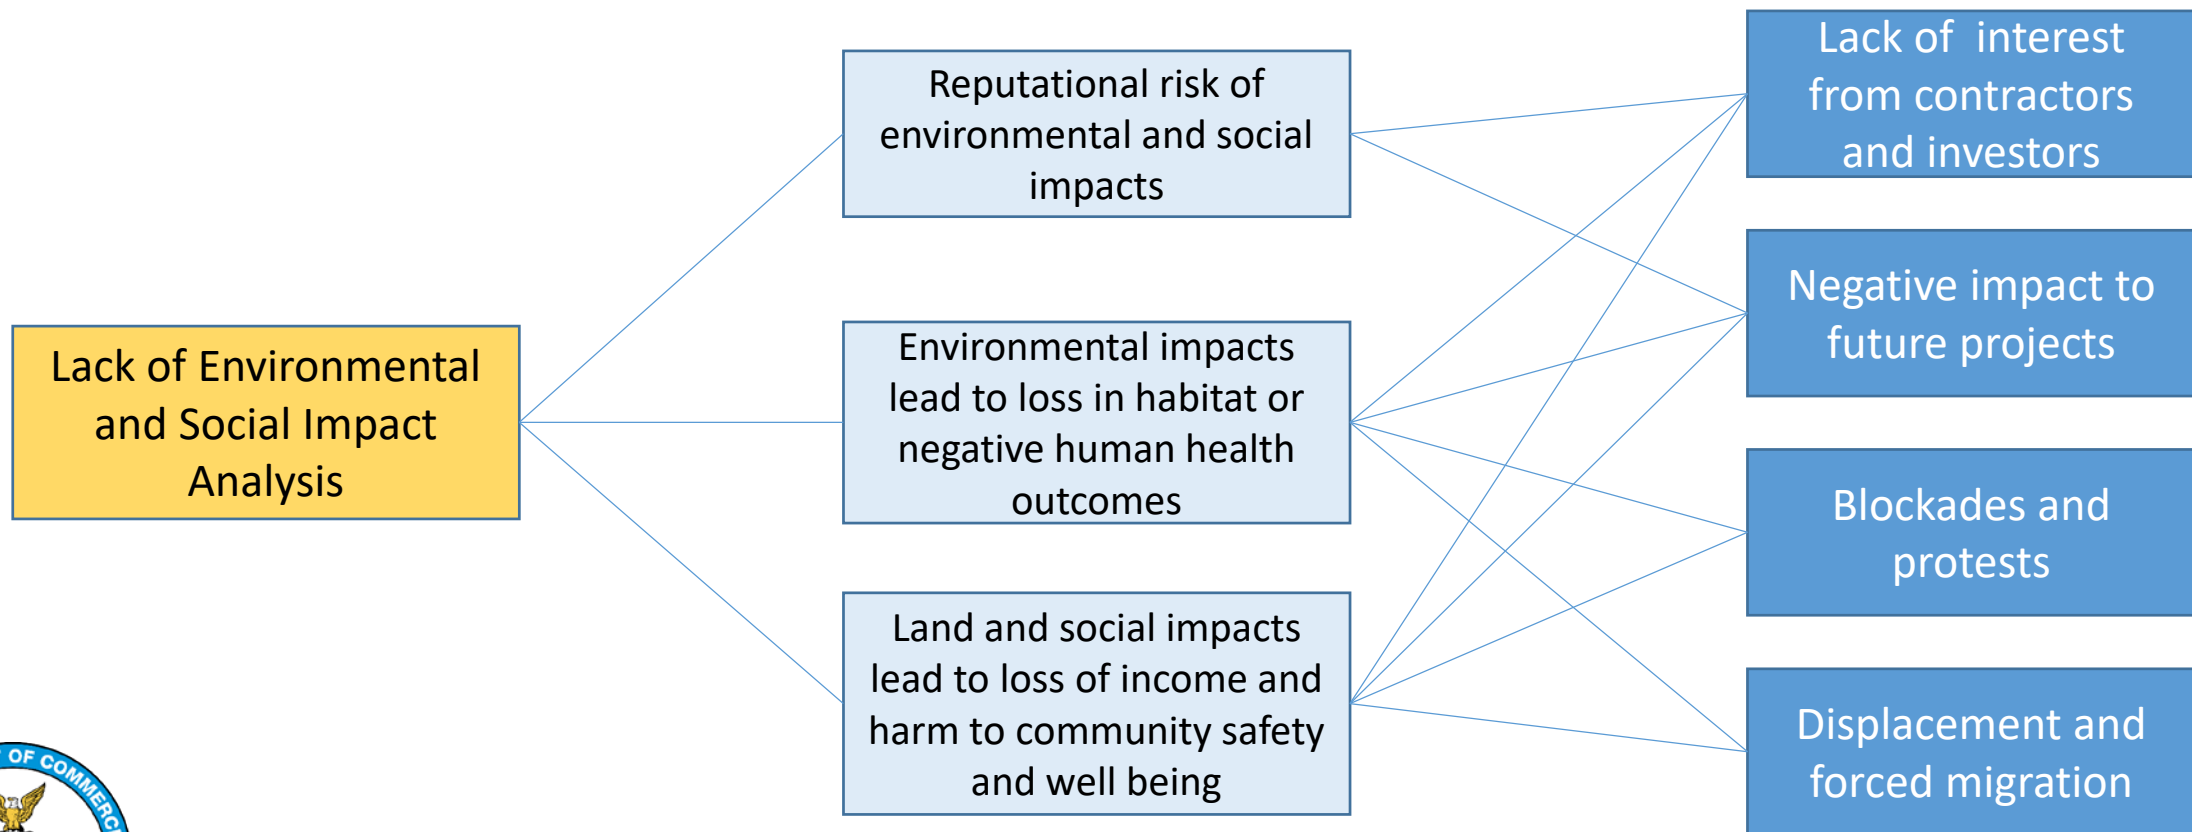 Lack of Environmental
and Social Impact
Analysis
Reputational risk of
environmental and social
impacts
Environmental impacts
lead to loss in habitat or
negative human health
outcomes
Land and social impacts
lead to loss of income and
harm to community safety
and well being
Lack of  interest
from contractors
and investors
Negative impact to
future projects
Blockades and
protests
Displacement and
forced migration
OF COMMERC